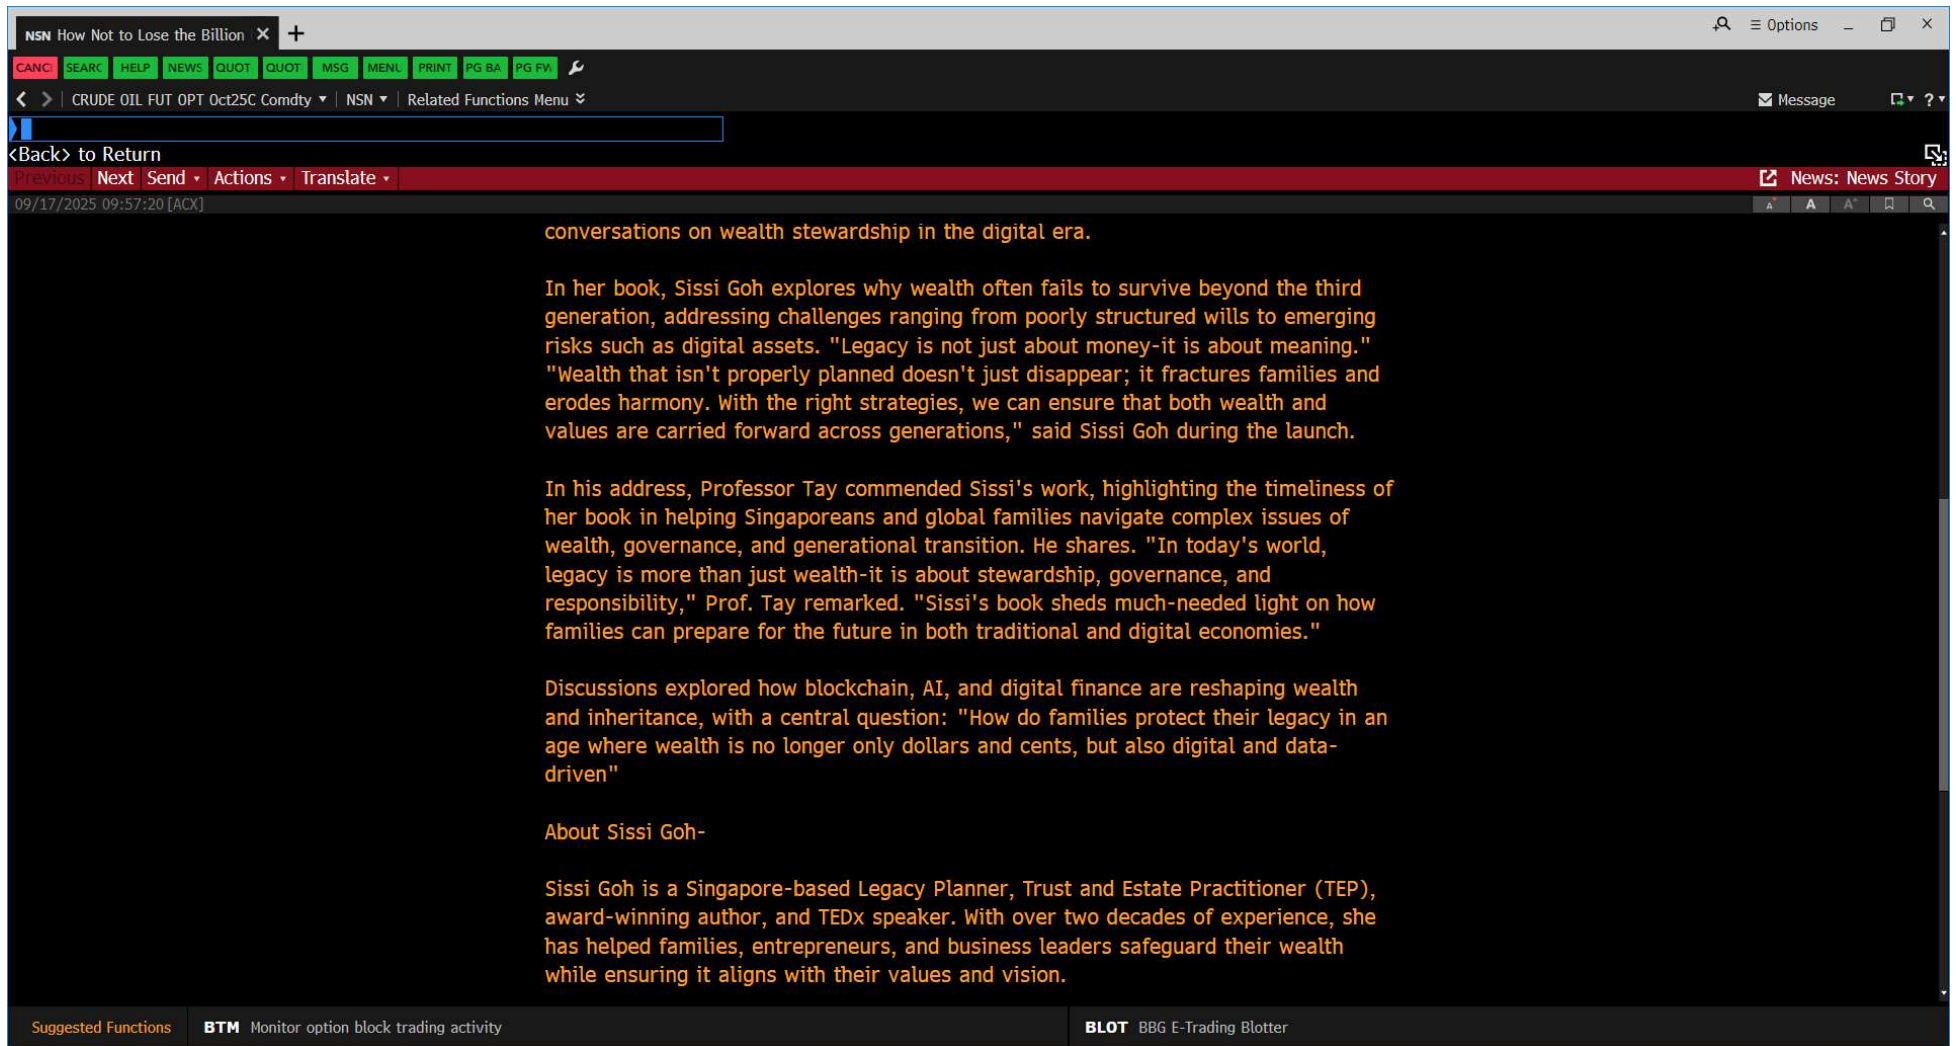 NSN How Not to Lose the Billion
Options
CANC SEARC HELP NEWS QUOT QUOT MSG MENU PRINT PG BA PG FW
CRUDE OIL FUT OPT Oct25C Comdty NSN Related Functions Menu
Message
?
<Back> to Return
Previous Next Send Actions Translate
News: News Story
09/17/2025 09:57:20 [ACX]
A A A
conversations on wealth stewardship in the digital era.
In her book, Sissi Goh explores why wealth often fails to survive beyond the third
generation, addressing challenges ranging from poorly structured wills to emerging
risks such as digital assets. "Legacy is not just about money-it is about meaning."
"Wealth that isn't properly planned doesn't just disappear; it fractures families and
erodes harmony. With the right strategies, we can ensure that both wealth and
values are carried forward across generations," said Sissi Goh during the launch.
In his address, Professor Tay commended Sissi's work, highlighting the timeliness of
her book in helping Singaporeans and global families navigate complex issues of
wealth, governance, and generational transition. He shares. "In today's world,
legacy is more than just wealth-it is about stewardship, governance, and
responsibility," Prof. Tay remarked. "Sissi's book sheds much-needed light on how
families can prepare for the future in both traditional and digital economies."
Discussions explored how blockchain, AI, and digital finance are reshaping wealth
and inheritance, with a central question: "How do families protect their legacy in an
age where wealth is no longer only dollars and cents, but also digital and data-
driven"
About Sissi Goh-
Sissi Goh is a Singapore-based Legacy Planner, Trust and Estate Practitioner (TEP),
award-winning author, and TEDx speaker. With over two decades of experience, she
has helped families, entrepreneurs, and business leaders safeguard their wealth
while ensuring it aligns with their values and vision.
Suggested Functions BTM Monitor option block trading activity BLOT BBG E-Trading Blotter